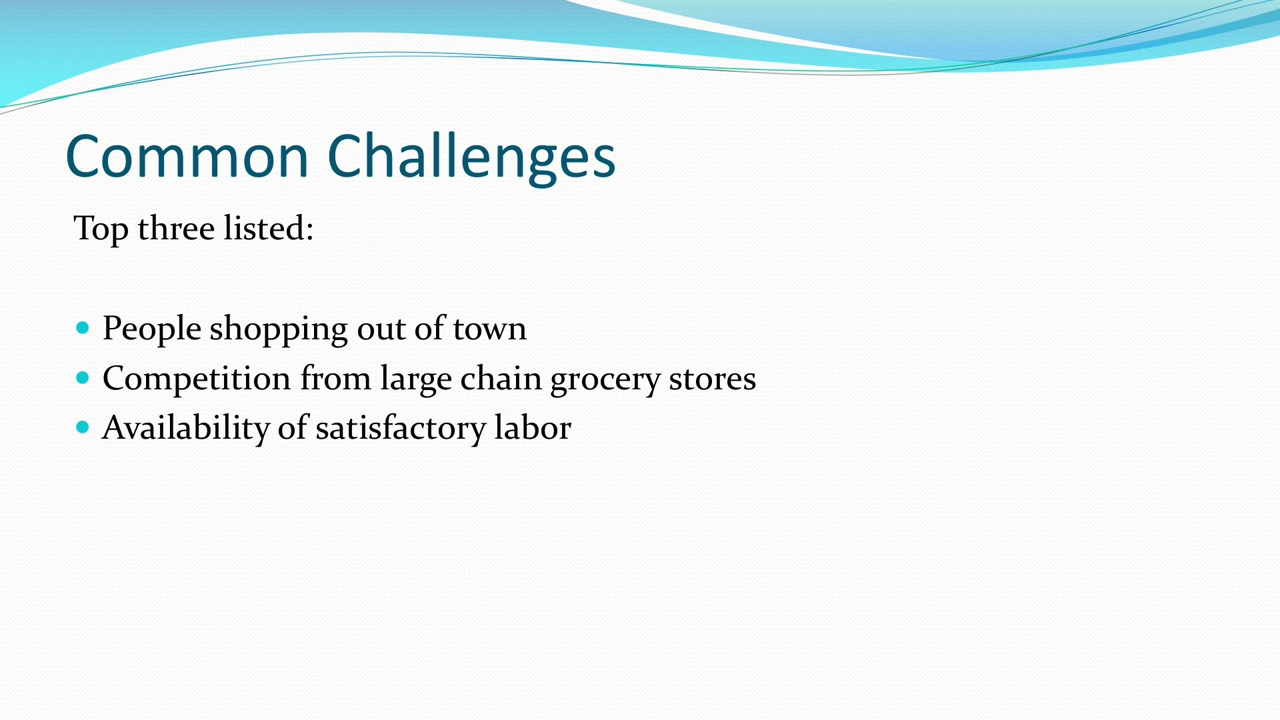 Common Challenges
Top three listed:
• People shopping out of town
• Competition from large chain grocery stores
• Availability of satisfactory labor